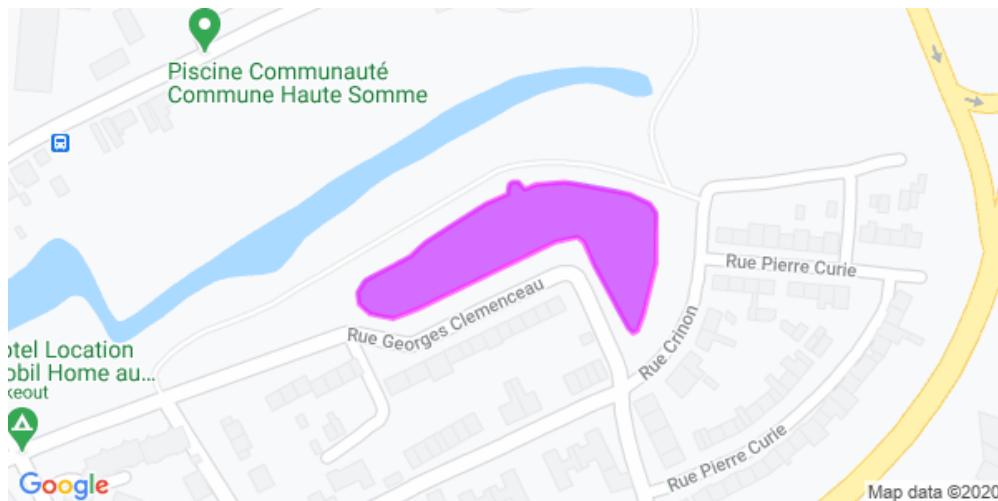 Piscine Communauté
Commune Haute Somme
Rue Pierre Curie
Rue Georges Clemenceau
Rue Crinon
otel Location
obil Home au...
keout
Rue Pierre Curie
Google
Map data ©2020